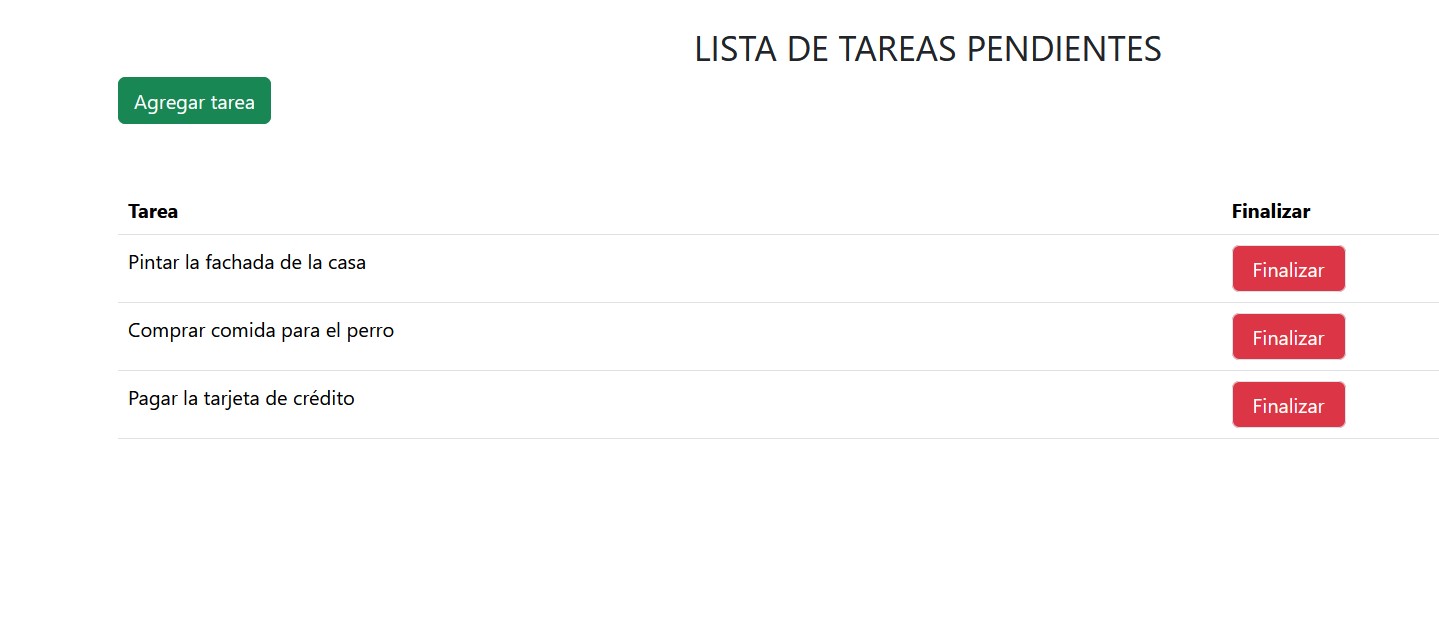 LISTA DE TAREAS PENDIENTES
Agregar tarea
Tarea Finalizar
Pintar la fachada de la casa Finalizar
Comprar comida para el perro Finalizar
Pagar la tarjeta de crédito Finalizar